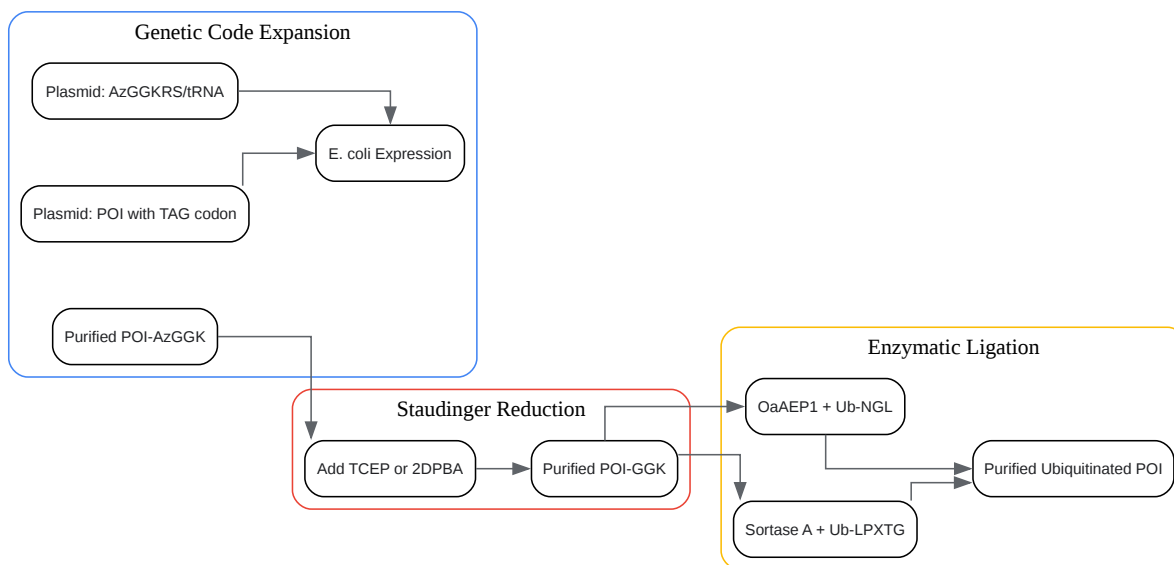 Genetic Code Expansion
Plasmid: AzGGKRS/tRNA
E. coli Expression
Plasmid: POI with TAG codon
Purified POI-AzGGK
Staudinger Reduction
Add TCEP or 2DPBA
Purified POI-GGK
Enzymatic Ligation
OaAEP1 + Ub-NGL
Sortase A + Ub-LPXTG
Purified Ubiquitinated POI